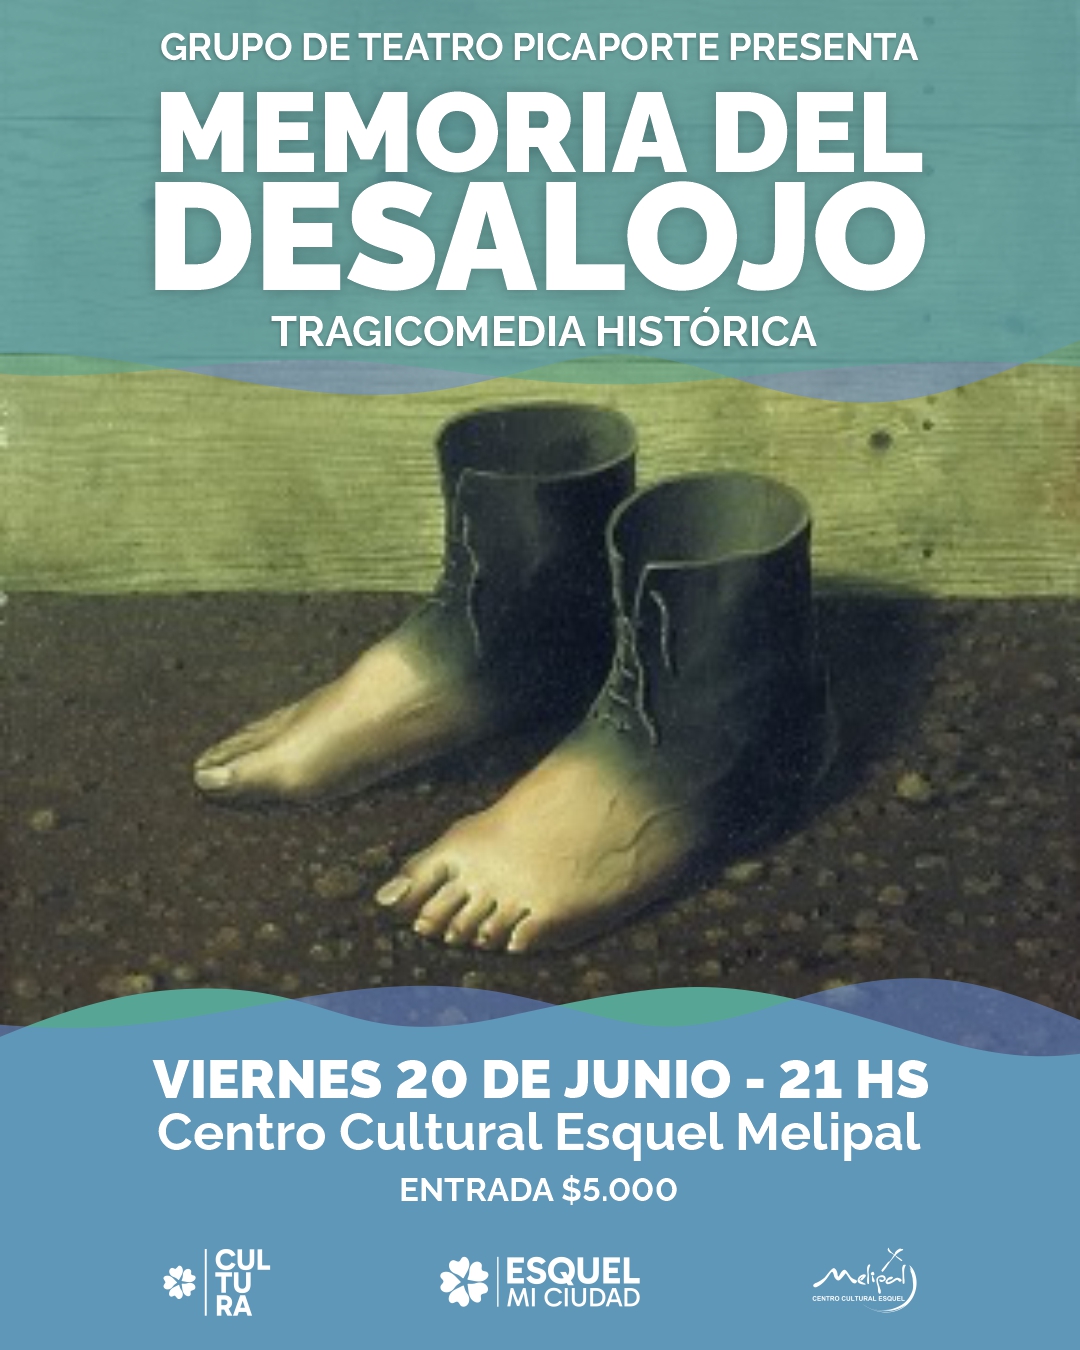 GRUPO DE TEATRO PICAPORTE PRESENTA
MEMORIA DEL
DESALOJO
TRAGICOMEDIA HISTÓRICA
VIERNES 20 DE JUNIO - 21 HS
Centro Cultural Esquel Melipal
ENTRADA $5.000
CUL
TU
RA
ESQUEL
MI CIUDAD
Melipal
CENTRO CULTURAL ESQUEL